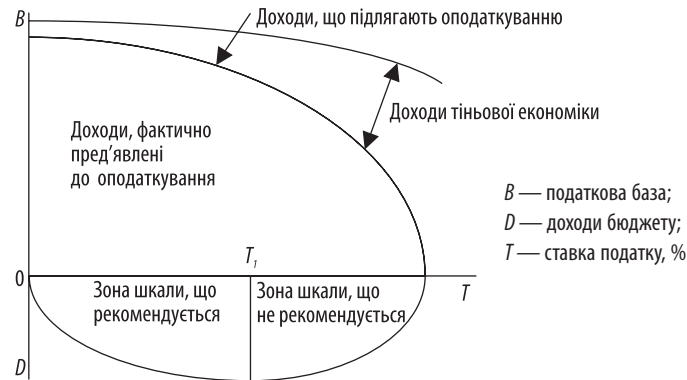 B
Доходи, що підлягають оподаткуванню
Доходи тіньової економіки
Доходи, фактично
пред’явлені
до оподаткування
B — податкова база;
D — доходи бюджету;
T — ставка податку, %
T₁
0
T
Зона шкали, що
рекомендується
Зона шкали, що
не рекомендується
D